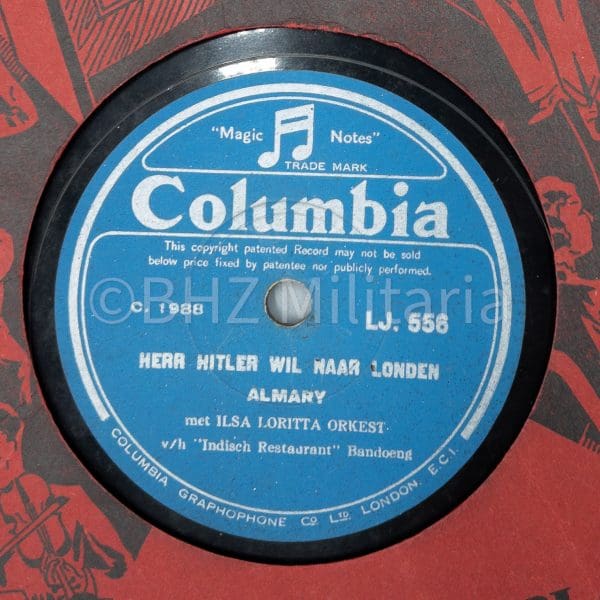 "Magic Notes"
TRADE MARK
Columbia
This copyright patented Record may not be sold
below price fixed by patentee nor publicly performed.
©BHZ Militaria
C. 1988 LJ. 556
HERR HITLER WIL NAAR LONDEN
ALMARY
met ILSA LORITTA ORKEST
v/h "Indisch Restaurant" Bandoeng
COLUMBIA GRAPHOPHONE CO LTD. LONDON. E.C.I.